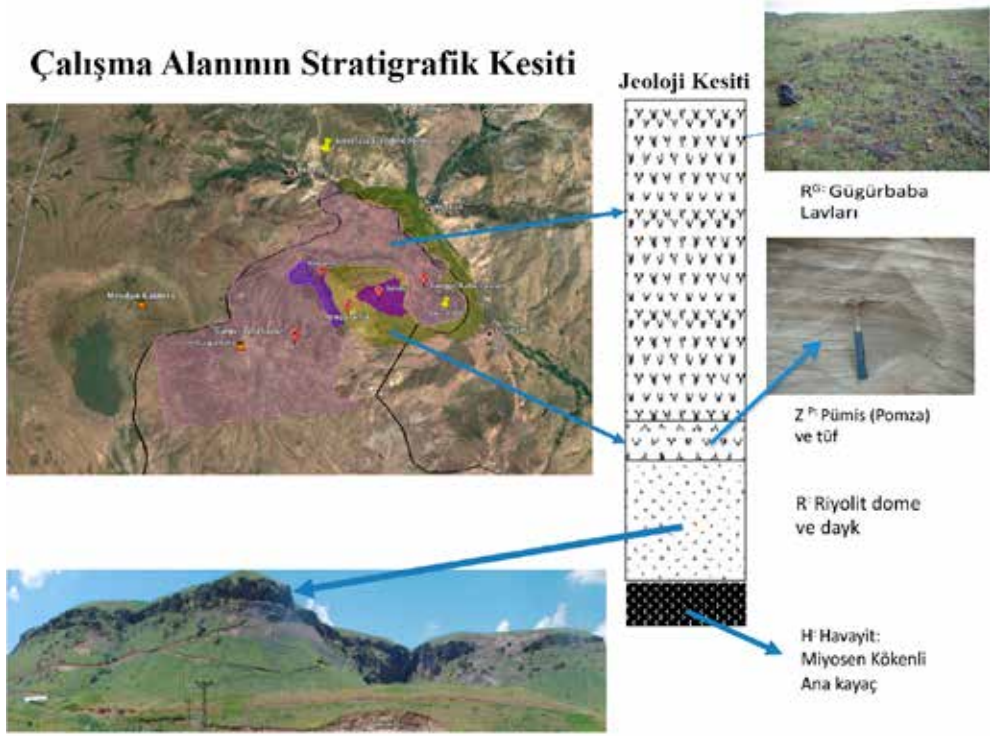 Çalışma Alanının Stratigrafik Kesiti
Jeoloji Kesiti
Rᴳ: Gügürbaba
Lavları
Z ᴾ: Pümis (Pomza)
ve tüf
R: Riyolit dome
ve dayk
H: Havayit:
Miyosen Kökenli
Ana kayaç